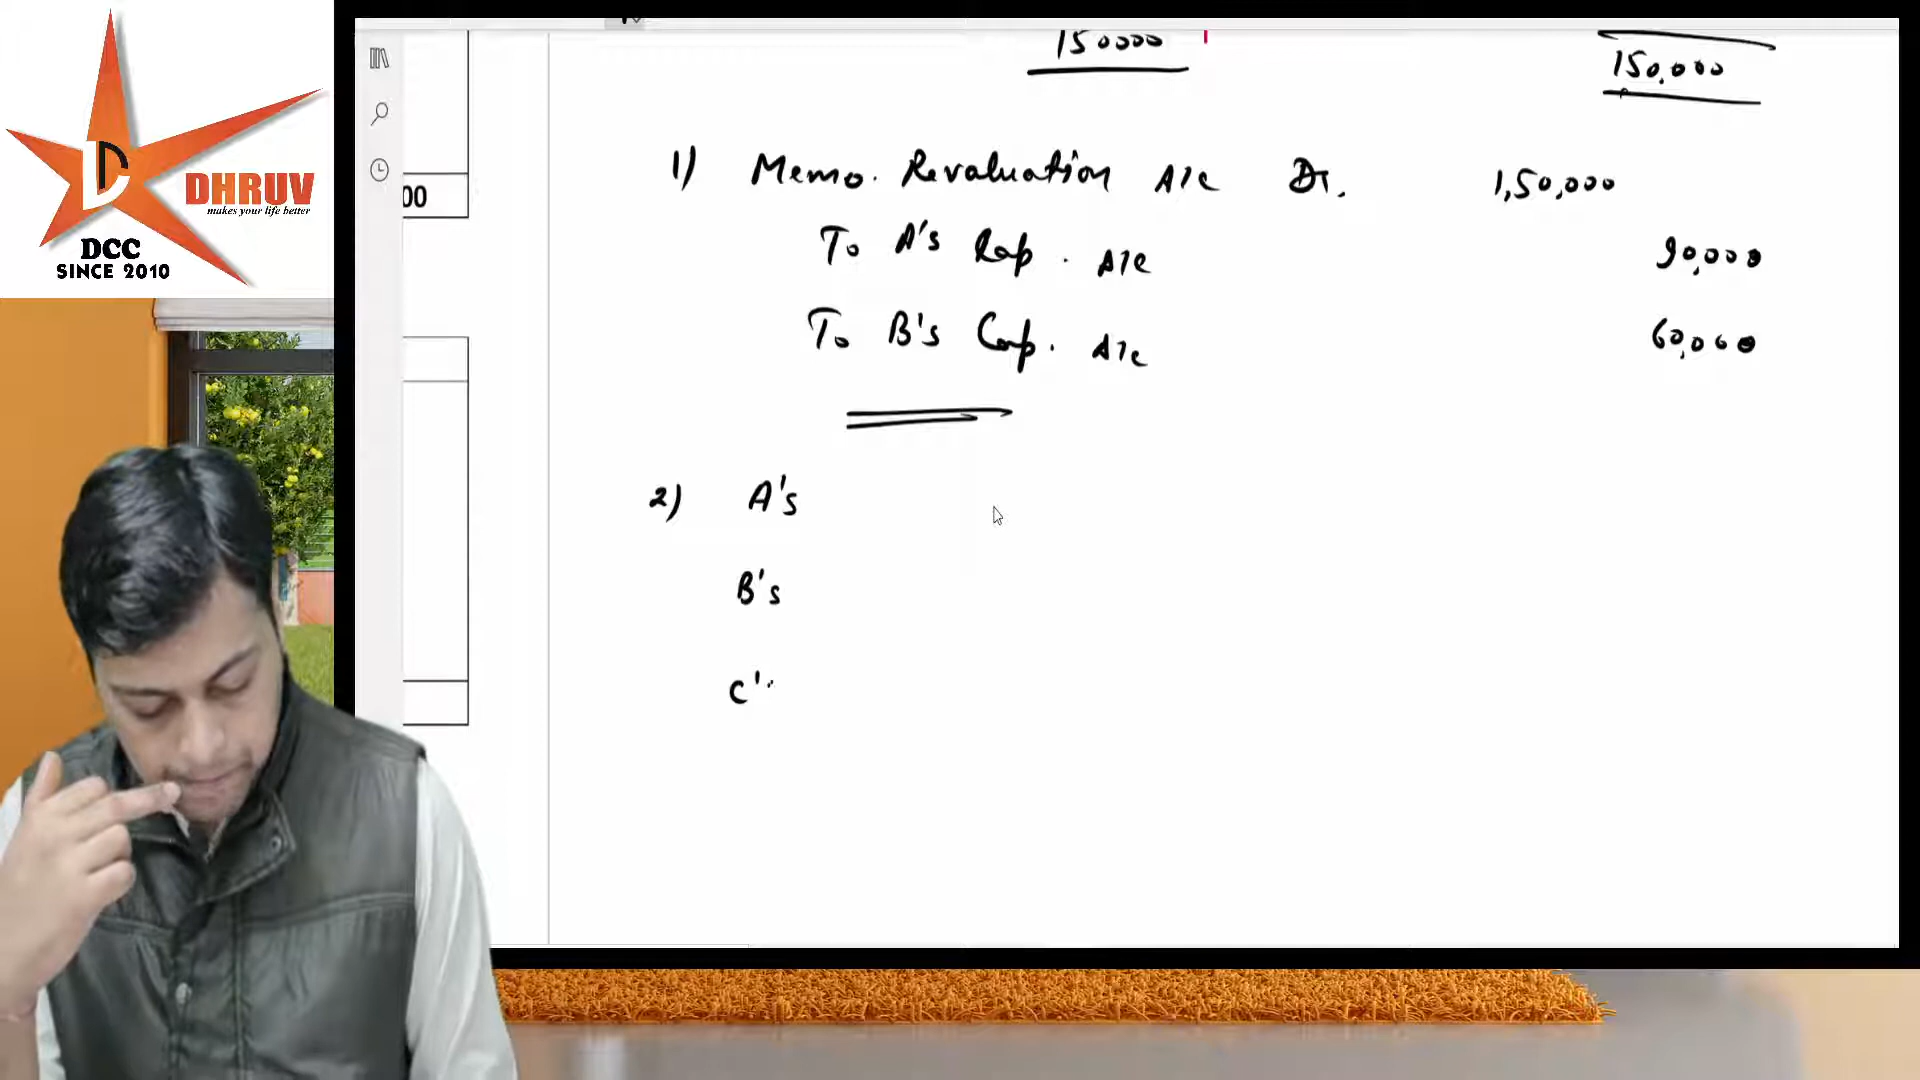 D
DHRUV
makes your life better
DCC
SINCE 2010
00
150000
150,000
1) Memo. Revaluation A/c Dr. 1,50,000
To A's Cap. A/c 90,000
To B's Cap. A/c 60,000
2) A's
B's
C'